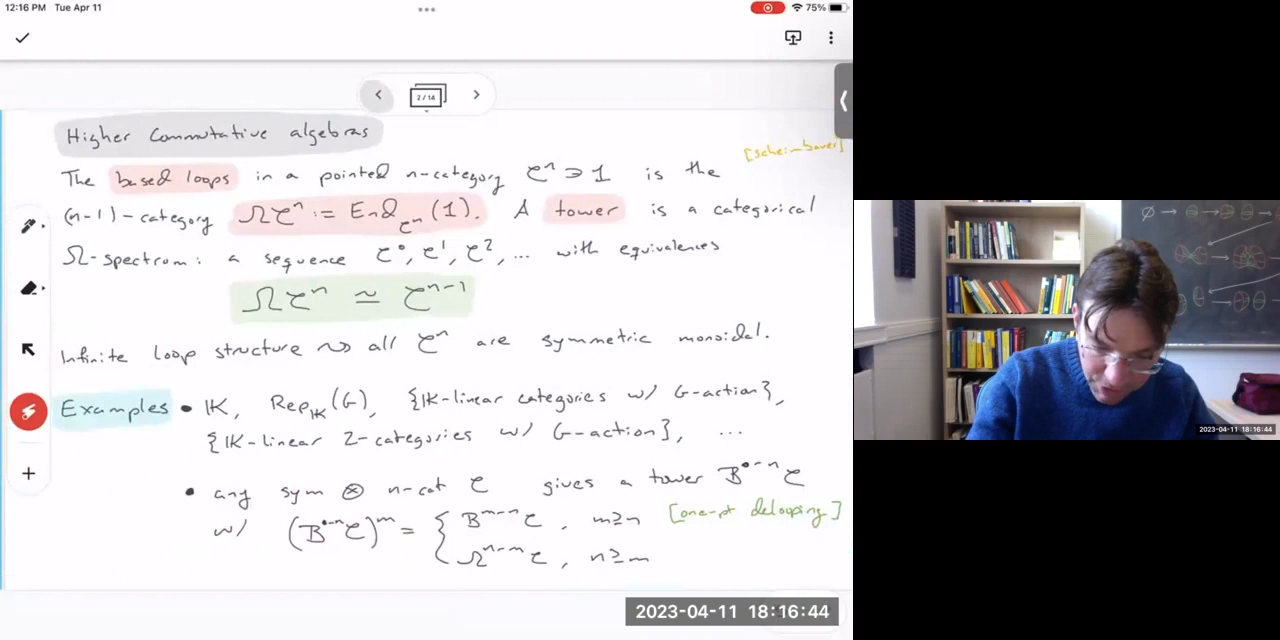 12:16 PM Tue Apr 11
75%
2/14
Higher Commutative algebras
[Scheimbauer]
The based loops in a pointed n-category 𝒞ⁿ ∋ 1 is the
(n-1)-category Ω𝒞ⁿ := End_𝒞ⁿ(1). A tower is a categorical
Ω-spectrum: a sequence 𝒞⁰, 𝒞¹, 𝒞², ... with equivalences
Ω𝒞ⁿ ≃ 𝒞ⁿ⁻¹
Infinite loop structure ⇝ all 𝒞ⁿ are symmetric monoidal.
Examples • 𝕂, Rep_𝕂(G), {𝕂-linear categories w/ G-action},
{𝕂-linear 2-categories w/ G-action}, ...
• any sym ⊗ n-cat 𝒞 gives a tower B^{•-n}𝒞
w/ (B^{•-n}𝒞)^m = { B^{m-n}𝒞, m≥n [one-pt delooping]
Ω^{n-m}𝒞, n≥m
2023-04-11 18:16:44
2023-04-11 18:16:44